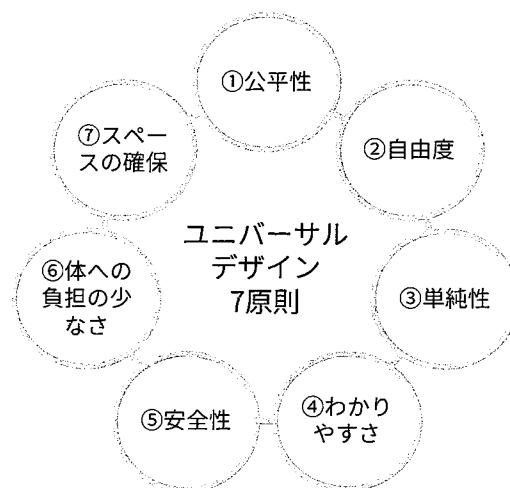 ①公平性
②自由度
③単純性
④わかり
やすさ
⑤安全性
⑥体への
負担の少
なさ
⑦スペー
スの確保
ユニバーサル
デザイン
7原則